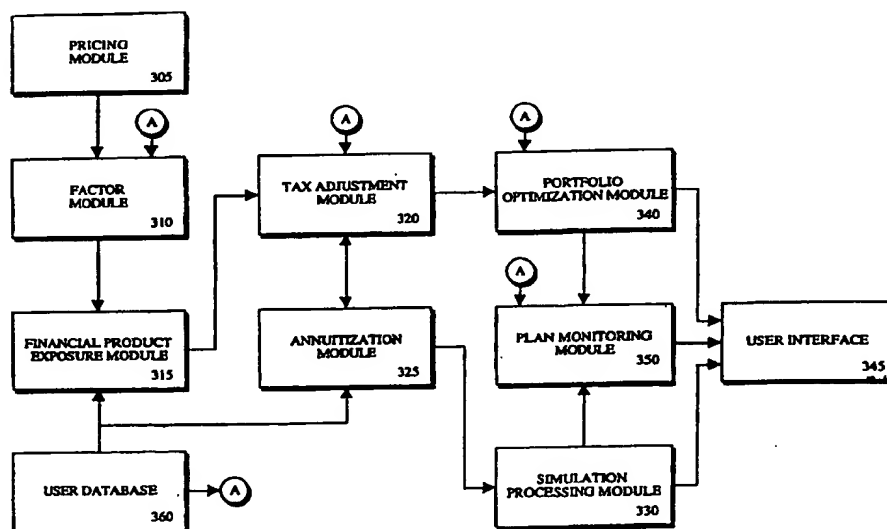 PRICING
MODULE
305
A
A
A
FACTOR
MODULE
310
TAX ADJUSTMENT
MODULE
320
PORTFOLIO
OPTIMIZATION MODULE
340
A
FINANCIAL PRODUCT
EXPOSURE MODULE
315
ANNUITIZATION
MODULE
325
PLAN MONITORING
MODULE
350
USER INTERFACE
345
USER DATABASE
360
A
SIMULATION
PROCESSING MODULE
330